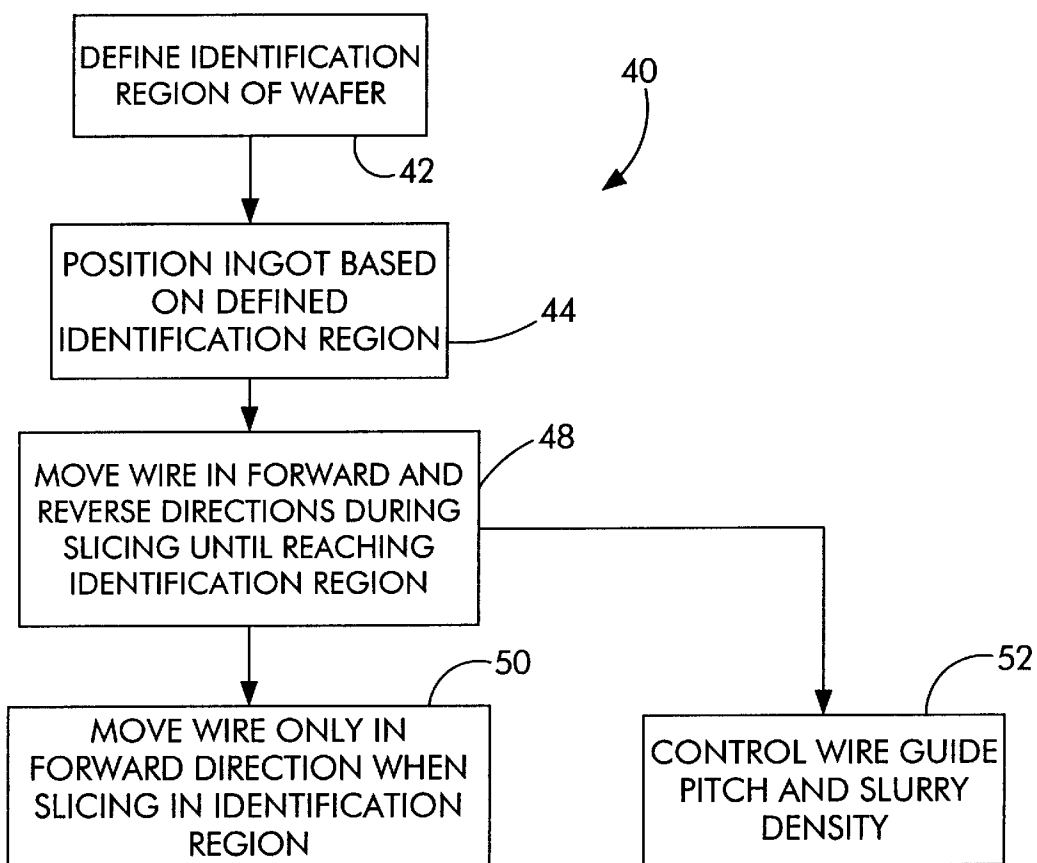 DEFINE IDENTIFICATION
REGION OF WAFER
40
42
POSITION INGOT BASED
ON DEFINED
IDENTIFICATION REGION
44
48
MOVE WIRE IN FORWARD AND
REVERSE DIRECTIONS DURING
SLICING UNTIL REACHING
IDENTIFICATION REGION
50
52
MOVE WIRE ONLY IN
FORWARD DIRECTION WHEN
SLICING IN IDENTIFICATION
REGION
CONTROL WIRE GUIDE
PITCH AND SLURRY
DENSITY